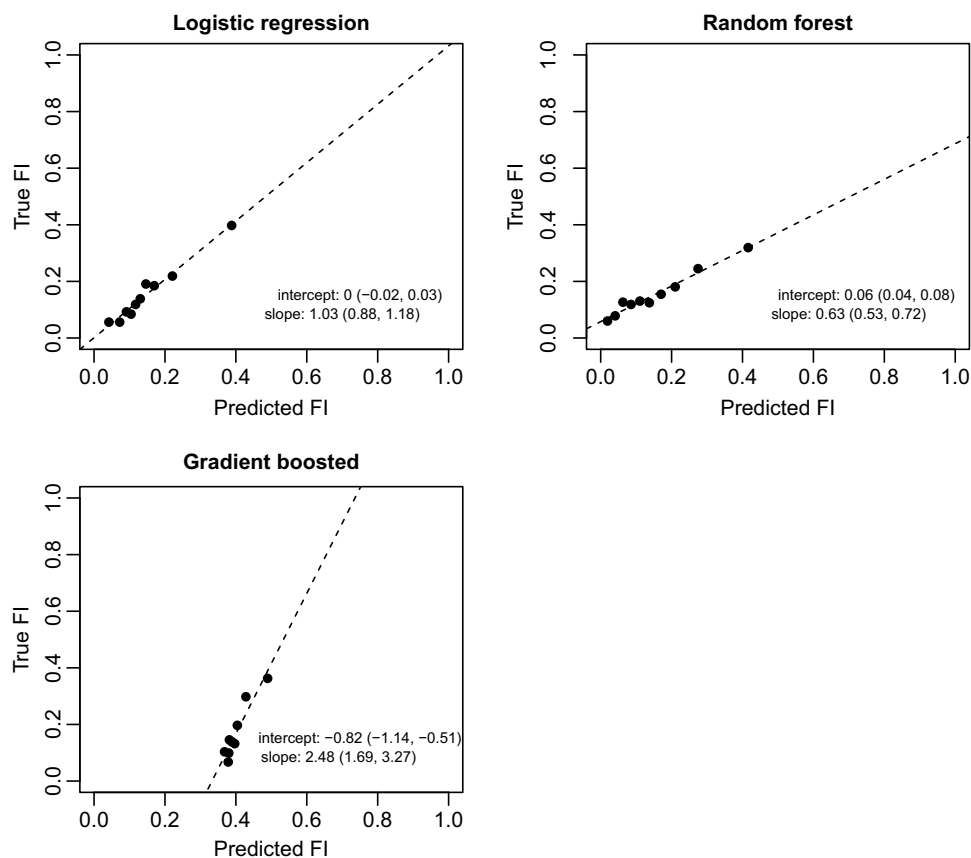 Logistic regression
1.0
0.8
0.6
0.4
0.2
0.0
True FI
intercept: 0 (−0.02, 0.03)
slope: 1.03 (0.88, 1.18)
0.0 0.2 0.4 0.6 0.8 1.0
Predicted FI
Random forest
1.0
0.8
0.6
0.4
0.2
0.0
True FI
intercept: 0.06 (0.04, 0.08)
slope: 0.63 (0.53, 0.72)
0.0 0.2 0.4 0.6 0.8 1.0
Predicted FI
Gradient boosted
1.0
0.8
0.6
0.4
0.2
0.0
True FI
intercept: −0.82 (−1.14, −0.51)
slope: 2.48 (1.69, 3.27)
0.0 0.2 0.4 0.6 0.8 1.0
Predicted FI